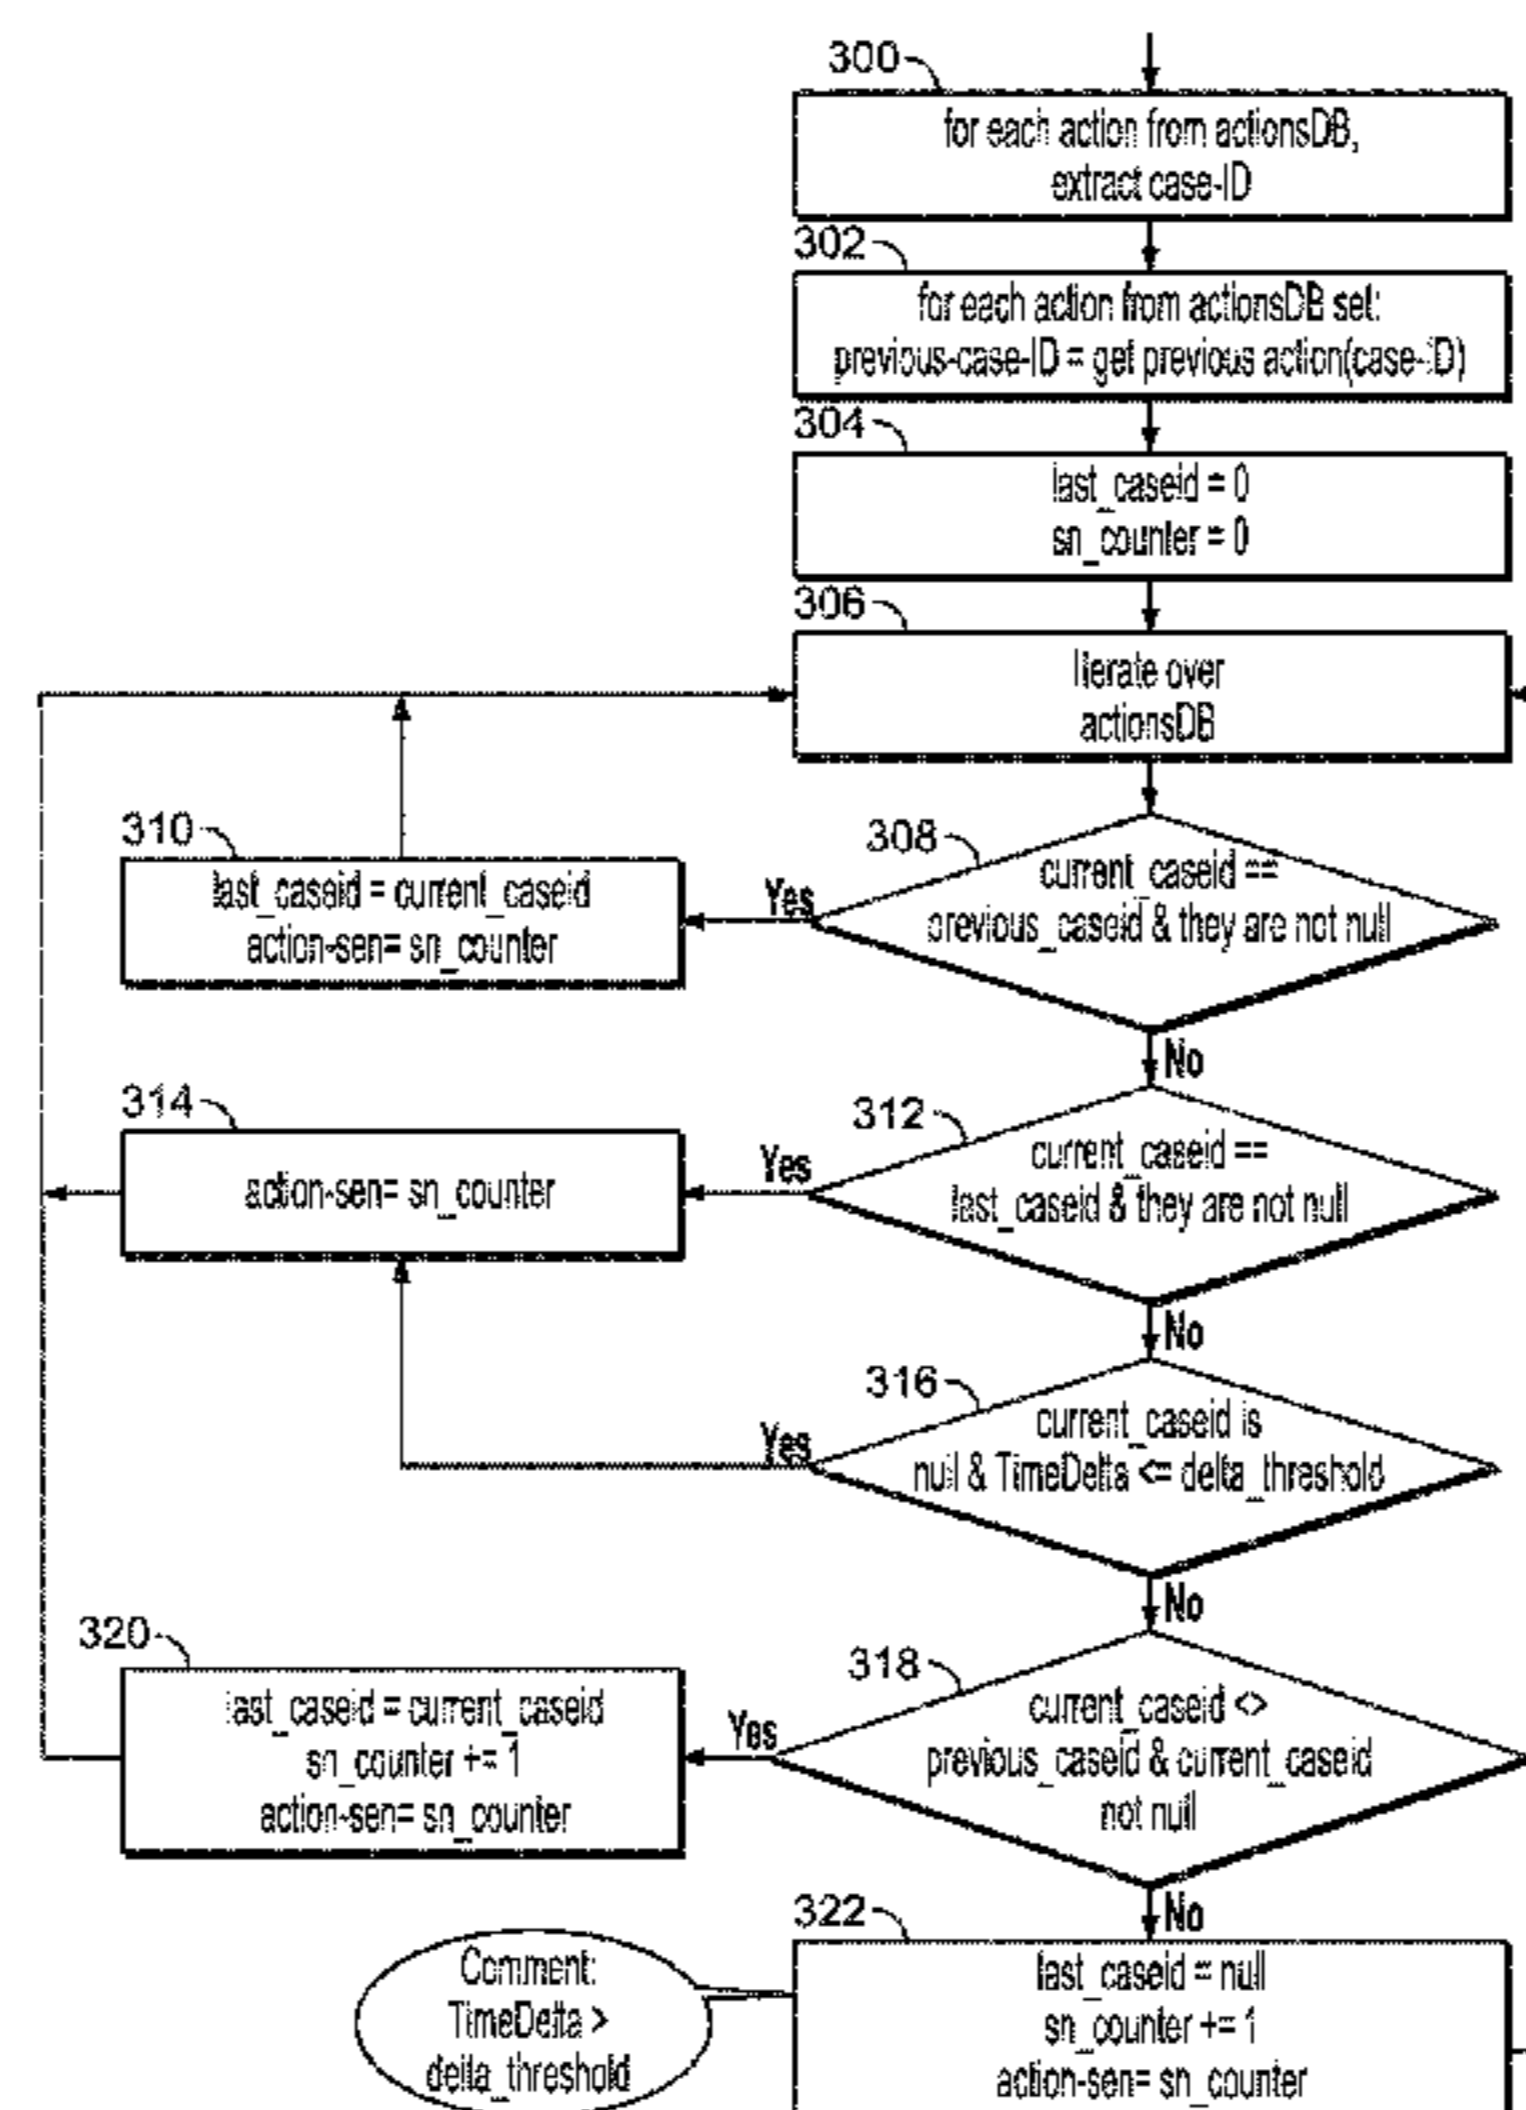 300
for each action from actionsDB,
extract case-ID
302
for each action from actionsDB set:
previous-case-ID = get previous action(case-ID)
304
last_caseid = 0
sn_counter = 0
306
Iterate over
actionsDB
308
current_caseid ==
previous_caseid & they are not null
Yes
310
last_caseid = current_caseid
action-sen= sn_counter
No
312
current_caseid ==
last_caseid & they are not null
Yes
314
action-sen= sn_counter
No
316
current_caseid is
null & TimeDelta <= delta_threshold
Yes
No
318
current_caseid <>
previous_caseid & current_caseid
not null
Yes
320
last_caseid = current_caseid
sn_counter += 1
action-sen= sn_counter
No
322
last_caseid = null
sn_counter += 1
action-sen= sn_counter
Comment:
TimeDelta >
delta_threshold